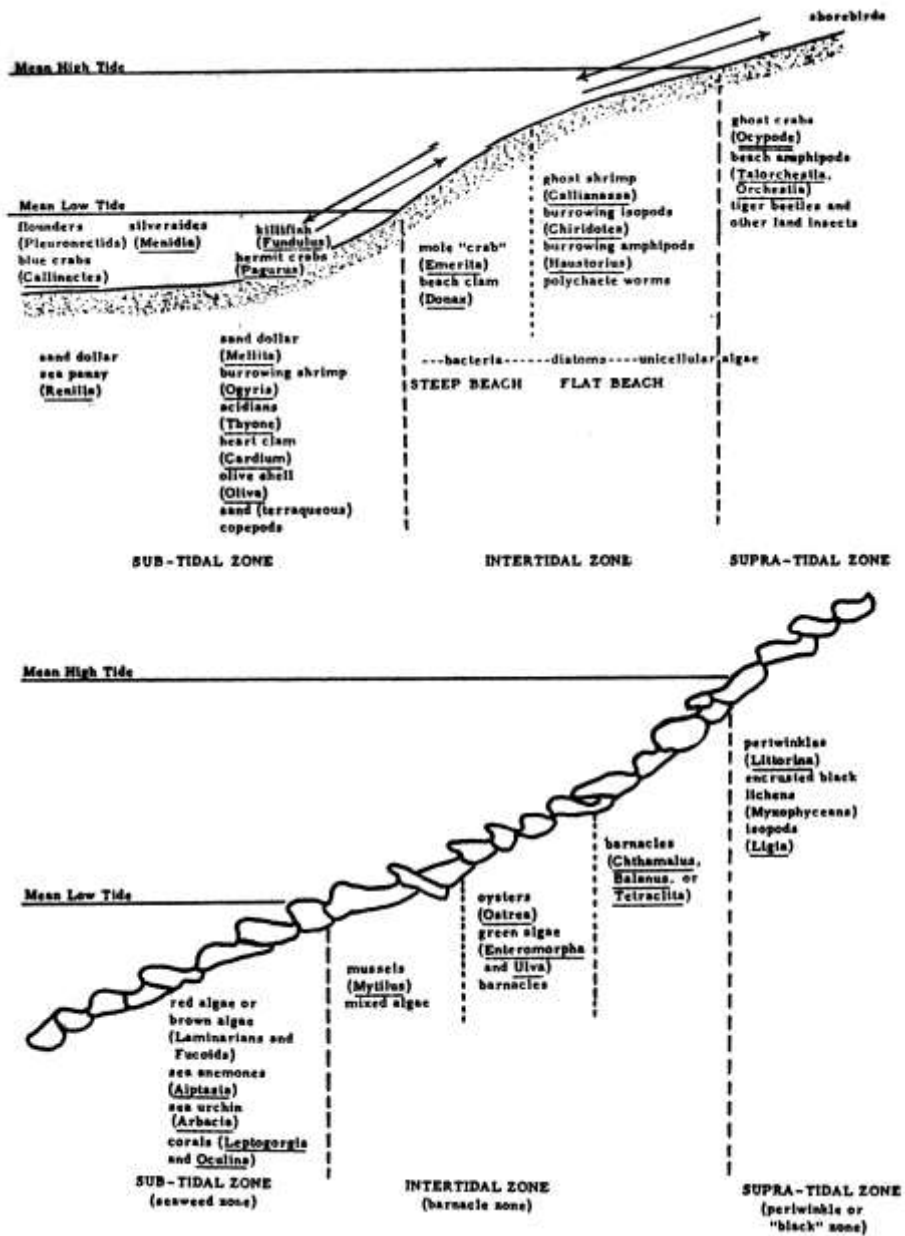 shorebirds
Mean High Tide
ghost crabs
(Ocypode)
beach amphipods
(Talorchestia,
Orchestia)
tiger beetles and
other land insects
ghost shrimp
(Callianassa)
burrowing isopods
(Chiridotea)
burrowing amphipods
(Haustorius)
polychaete worms
Mean Low Tide
flounders
(Pleuronectids)
blue crabs
(Callinectes)
silversides
(Menidia)
killifish
(Fundulus)
hermit crabs
(Pagurus)
mole "crab"
(Emerita)
beach clam
(Donax)
sand dollar
sea pansy
(Renilla)
sand dollar
(Mellita)
burrowing shrimp
(Ogyris)
acidians
(Thyone)
heart clam
(Cardium)
olive shell
(Oliva)
sand (terraqueous)
copepods
---bacteria------diatoms----unicellular algae
STEEP BEACH FLAT BEACH
SUB-TIDAL ZONE INTERTIDAL ZONE SUPRA-TIDAL ZONE
Mean High Tide
periwinkles
(Littorina)
encrusted black
lichens
(Myxophyceans)
isopods
(Ligia)
barnacles
(Chthamalus,
Balanus, or
Tetraclita)
Mean Low Tide
oysters
(Ostrea)
green algae
(Enteromorpha
and Ulva)
barnacles
mussels
(Mytilus)
mixed algae
red algae or
brown algae
(Laminarians and
Fucoids)
sea anemones
(Aiptasia)
sea urchin
(Arbacia)
corals (Leptogorgia
and Oculina)
SUB-TIDAL ZONE
(seaweed zone)
INTERTIDAL ZONE
(barnacle zone)
SUPRA-TIDAL ZONE
(periwinkle or
"black" zone)